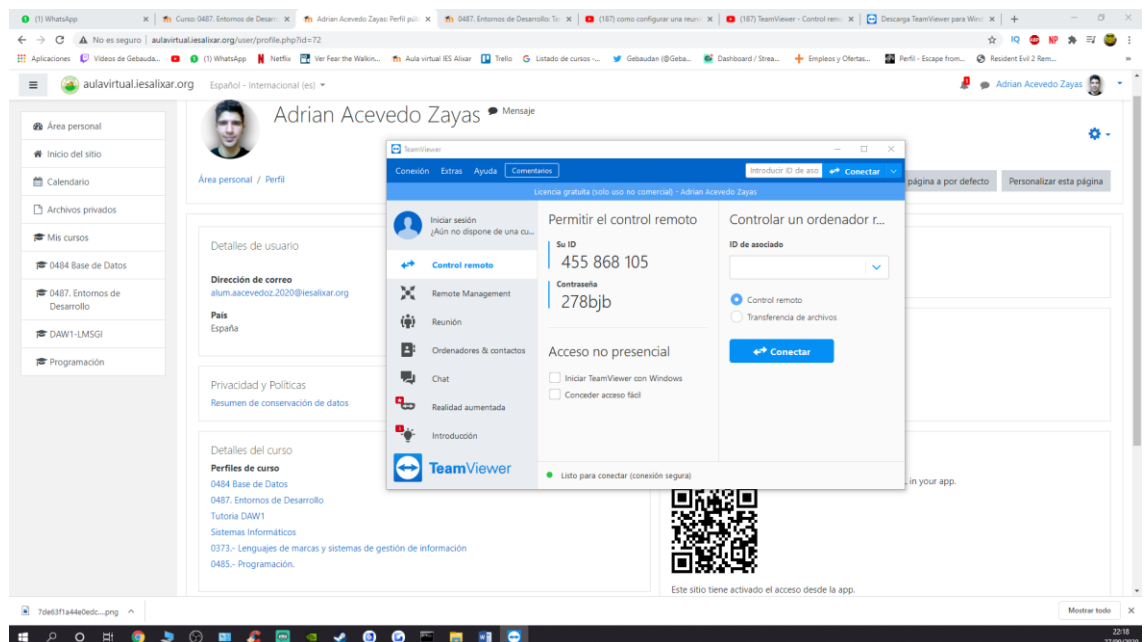 (1) WhatsApp
Curso: 0487. Entornos de Desarr
Adrian Acevedo Zayas: Perfil púb
0487. Entornos de Desarrollo: Ta
(187) como configurar una reuni
(187) TeamViewer - Control remo
Descarga TeamViewer para Wind
No es seguro | aulavirtual.iesalixar.org/user/profile.php?id=72
Aplicaciones
Videos de Gebauda...
(1) WhatsApp
Netflix
Ver Fear the Walkin...
Aula virtual IES Alixar
Trello
Listado de cursos -...
Gebaudan (@Geba...
Dashboard / Strea...
Empleos y Ofertas...
Perfil - Escape from...
Resident Evil 2 Rem...
aulavirtual.iesalixar.org
Español - Internacional (es)
Adrian Acevedo Zayas
Área personal
Inicio del sitio
Calendario
Archivos privados
Mis cursos
0484 Base de Datos
0487. Entornos de
Desarrollo
DAW1-LMSGI
Programación
Adrian Acevedo Zayas
Mensaje
Área personal / Perfil
página a por defecto
Personalizar esta página
Detalles de usuario
Dirección de correo
alum.aacevedoz.2020@iesalixar.org
País
España
Privacidad y Políticas
Resumen de conservación de datos
Detalles del curso
Perfiles de curso
0484 Base de Datos
0487. Entornos de Desarrollo
Tutoria DAW1
Sistemas Informáticos
0373.- Lenguajes de marcas y sistemas de gestión de información
0485.- Programación.
in your app.
Este sitio tiene activado el acceso desde la app.
TeamViewer
Conexión Extras Ayuda Comentarios
Introducir ID de aso
Conectar
Licencia gratuita (solo uso no comercial) - Adrian Acevedo Zayas
Iniciar sesión
¿Aún no dispone de una cu...
Control remoto
Remote Management
Reunión
Ordenadores & contactos
Chat
Realidad aumentada
Introducción
TeamViewer
Permitir el control remoto
Su ID
455 868 105
Contraseña
278bjb
Acceso no presencial
Iniciar TeamViewer con Windows
Conceder acceso fácil
Listo para conectar (conexión segura)
Controlar un ordenador r...
ID de asociado
Control remoto
Transferencia de archivos
Conectar
7de63f1a44e0edc....png
Mostrar todo
22:18